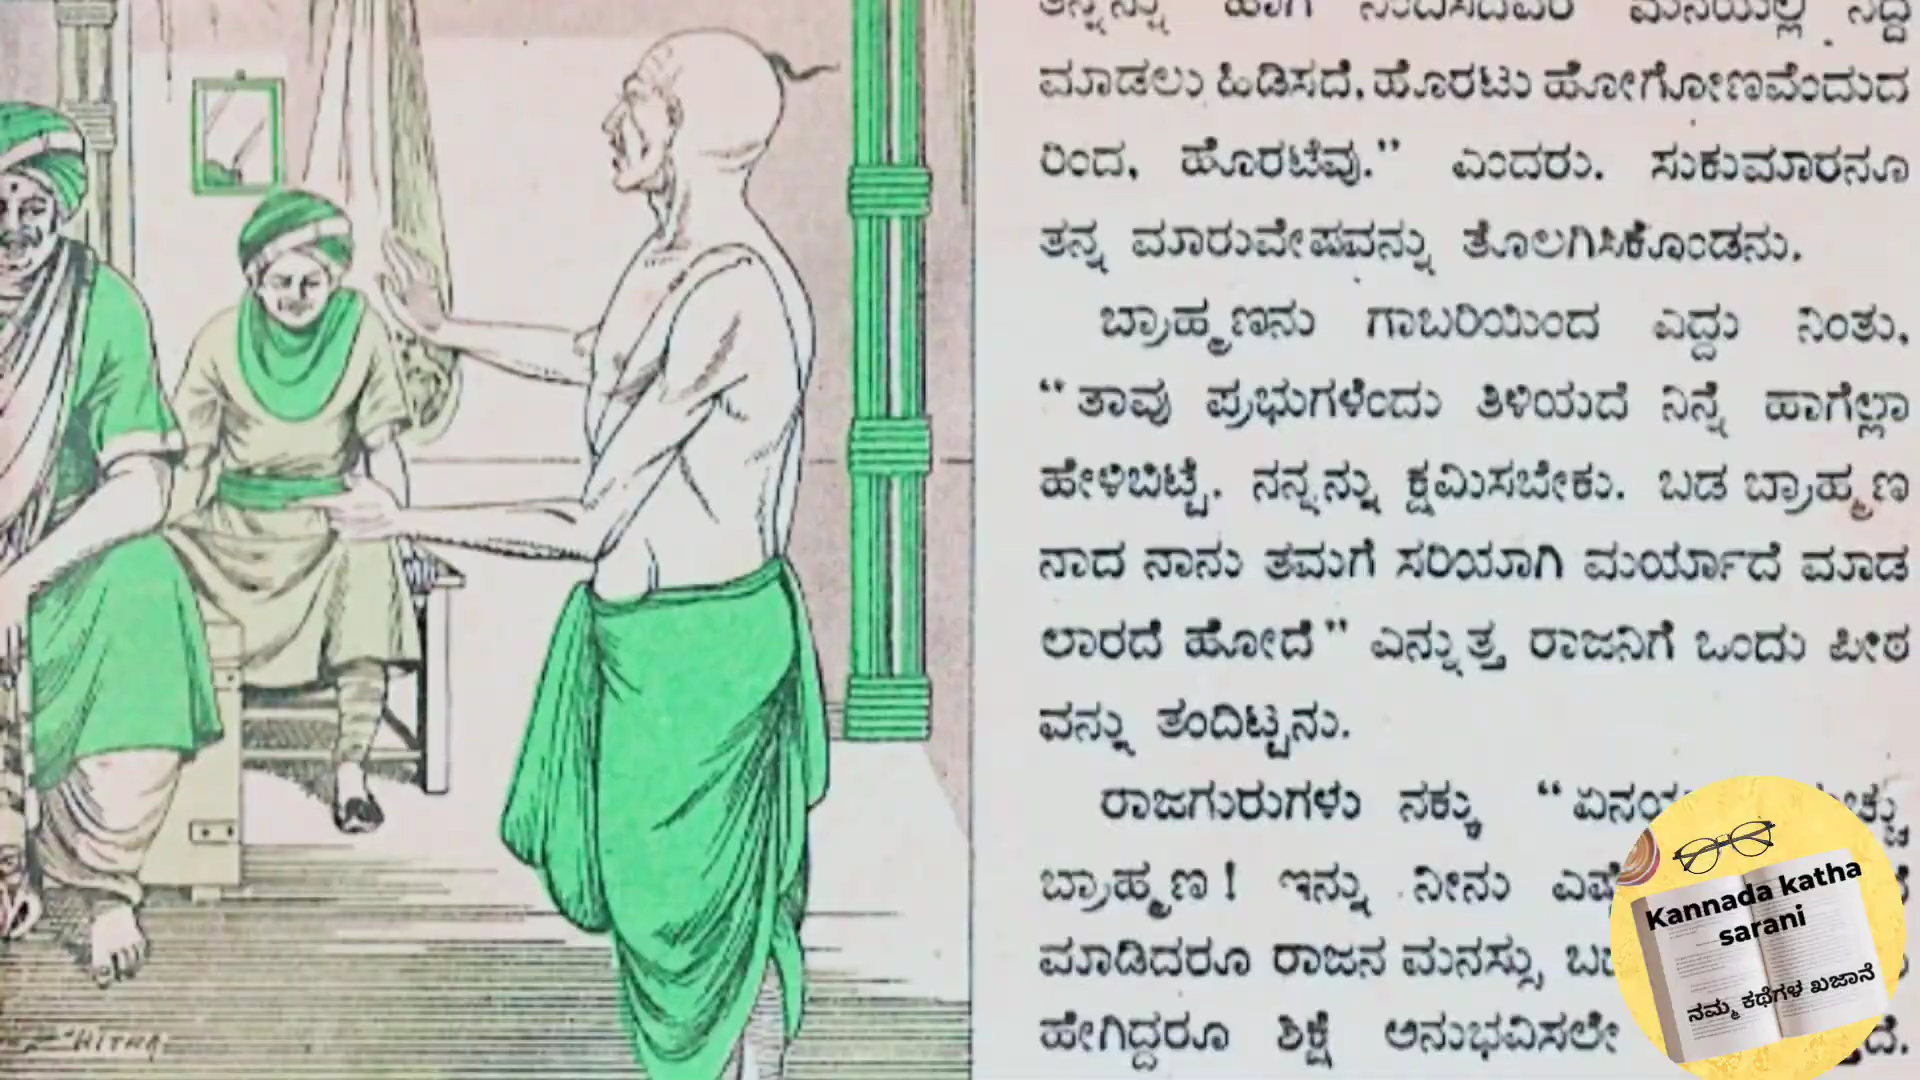 ಮಾಡಲು ಹಿಡಿಸದೆ, ಹೊರಟು ಹೋಗೋಣವೆಂದುದ
ರಿಂದ, ಹೊರಟೆವು." ಎಂದರು. ಸುಕುಮಾರನೂ
ತನ್ನ ಮಾರುವೇಷವನ್ನು ತೊಲಗಿಸಿಕೊಂಡನು.
ಬ್ರಾಹ್ಮಣನು ಗಾಬರಿಯಿಂದ ಎದ್ದು ನಿಂತು,
"ತಾವು ಪ್ರಭುಗಳೆಂದು ತಿಳಿಯದೆ ನಿನ್ನೆ ಹಾಗೆಲ್ಲಾ
ಹೇಳಿಬಿಟ್ಟೆ. ನನ್ನನ್ನು ಕ್ಷಮಿಸಬೇಕು. ಬಡ ಬ್ರಾಹ್ಮಣ
ನಾದ ನಾನು ತಮಗೆ ಸರಿಯಾಗಿ ಮರ್ಯಾದೆ ಮಾಡ
ಲಾರದೆ ಹೋದೆ" ಎನ್ನುತ್ತ ರಾಜನಿಗೆ ಒಂದು ಪೀಠ
ವನ್ನು ತಂದಿಟ್ಟನು.
ರಾಜಗುರುಗಳು ನಕ್ಕು
ಬ್ರಾಹ್ಮಣ! ಇನ್ನು ನೀನು
ಮಾಡಿದರೂ ರಾಜನ ಮನಸ್ಸು
ಹೇಗಿದ್ದರೂ ಶಿಕ್ಷೆ ಅನುಭವಿಸಲೇ
Kannada katha
sarani
ನಮ್ಮ ಕಥೆಗಳ ಖಜಾನೆ